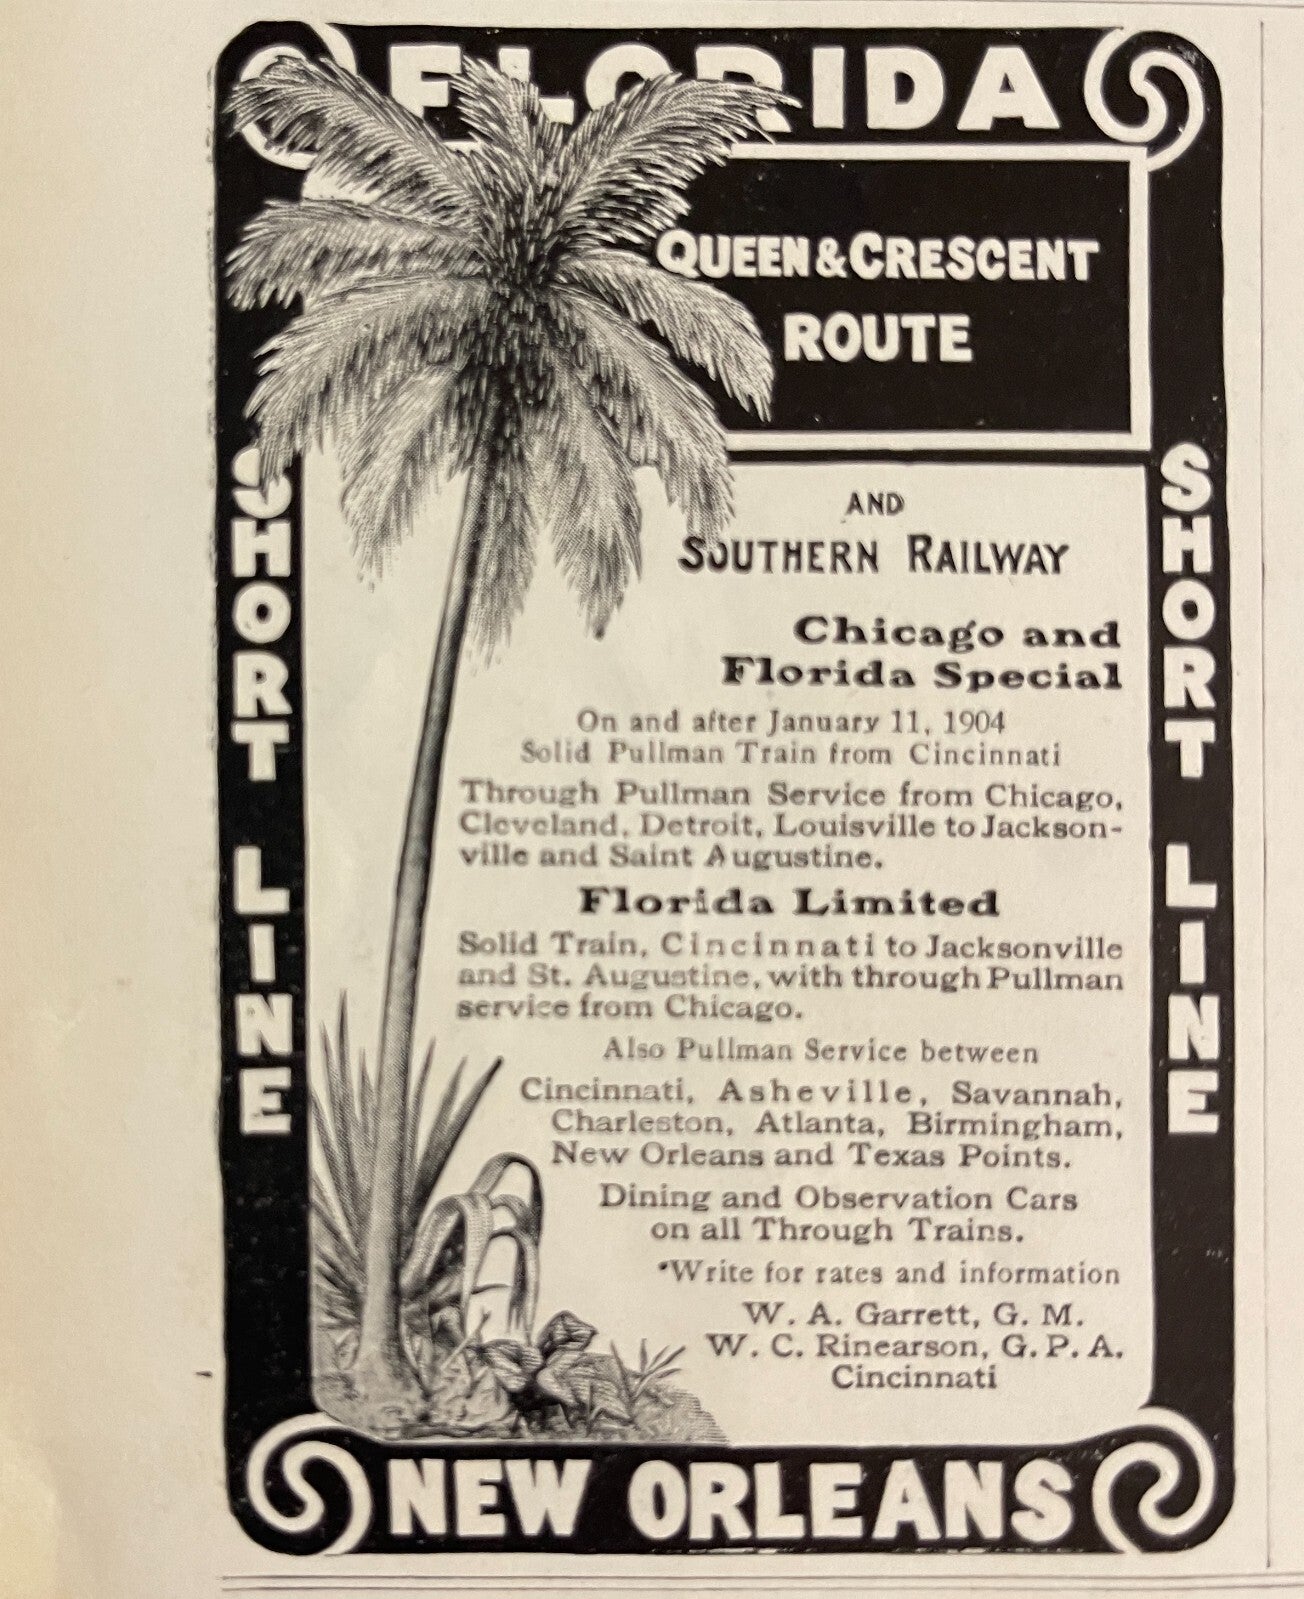 FLORIDA
QUEEN & CRESCENT
ROUTE
SHORT LINE
SHORT LINE
AND
SOUTHERN RAILWAY
Chicago and
Florida Special
On and after January 11, 1904
Solid Pullman Train from Cincinnati
Through Pullman Service from Chicago,
Cleveland, Detroit, Louisville to Jackson-
ville and Saint Augustine.
Florida Limited
Solid Train, Cincinnati to Jacksonville
and St. Augustine, with through Pullman
service from Chicago.
Also Pullman Service between
Cincinnati, Asheville, Savannah,
Charleston, Atlanta, Birmingham,
New Orleans and Texas Points.
Dining and Observation Cars
on all Through Trains.
Write for rates and information
W. A. Garrett, G. M.
W. C. Rinearson, G. P. A.
Cincinnati
NEW ORLEANS